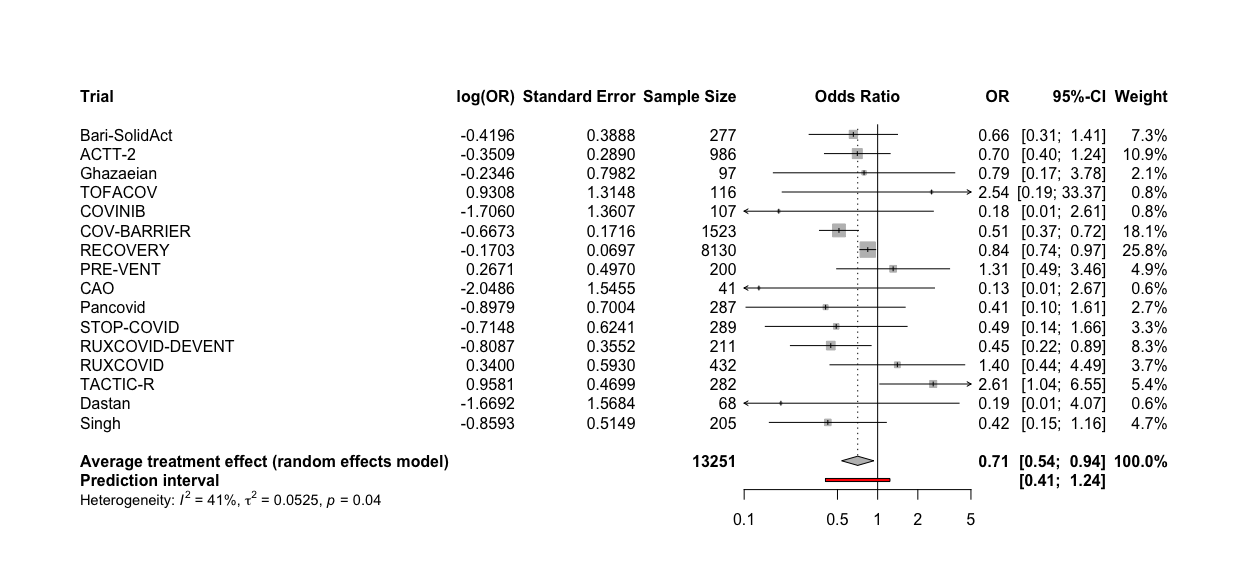 Trial log(OR) Standard Error Sample Size Odds Ratio OR 95%-CI Weight
Bari-SolidAct -0.4196 0.3888 277 0.66 [0.31; 1.41] 7.3%
ACTT-2 -0.3509 0.2890 986 0.70 [0.40; 1.24] 10.9%
Ghazaeian -0.2346 0.7982 97 0.79 [0.17; 3.78] 2.1%
TOFACOV 0.9308 1.3148 116 2.54 [0.19; 33.37] 0.8%
COVINIB -1.7060 1.3607 107 0.18 [0.01; 2.61] 0.8%
COV-BARRIER -0.6673 0.1716 1523 0.51 [0.37; 0.72] 18.1%
RECOVERY -0.1703 0.0697 8130 0.84 [0.74; 0.97] 25.8%
PRE-VENT 0.2671 0.4970 200 1.31 [0.49; 3.46] 4.9%
CAO -2.0486 1.5455 41 0.13 [0.01; 2.67] 0.6%
Pancovid -0.8979 0.7004 287 0.41 [0.10; 1.61] 2.7%
STOP-COVID -0.7148 0.6241 289 0.49 [0.14; 1.66] 3.3%
RUXCOVID-DEVENT -0.8087 0.3552 211 0.45 [0.22; 0.89] 8.3%
RUXCOVID 0.3400 0.5930 432 1.40 [0.44; 4.49] 3.7%
TACTIC-R 0.9581 0.4699 282 2.61 [1.04; 6.55] 5.4%
Dastan -1.6692 1.5684 68 0.19 [0.01; 4.07] 0.6%
Singh -0.8593 0.5149 205 0.42 [0.15; 1.16] 4.7%
Average treatment effect (random effects model) 13251 0.71 [0.54; 0.94] 100.0%
Prediction interval [0.41; 1.24]
Heterogeneity: I² = 41%, τ² = 0.0525, p = 0.04
0.1 0.5 1 2 5